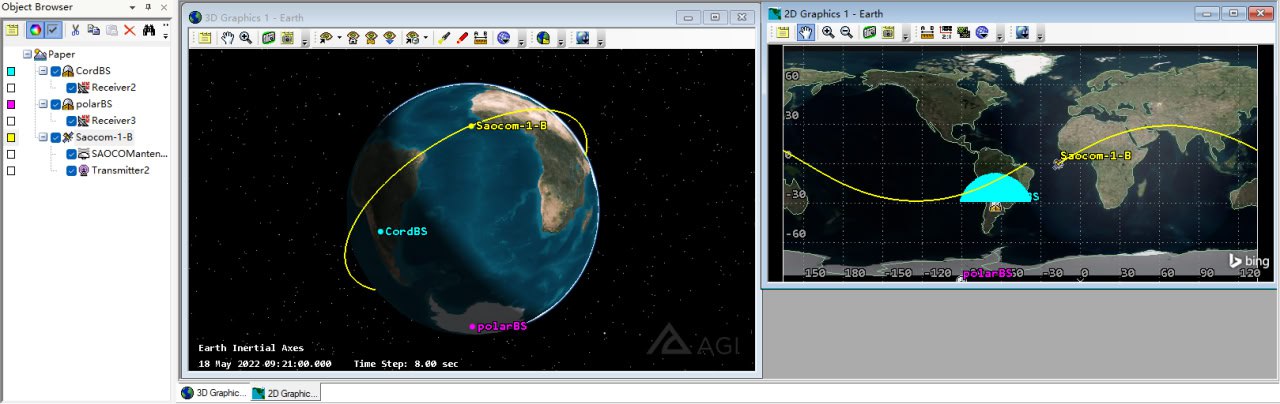 Object Browser
Paper
CordBS
Receiver2
polarBS
Receiver3
Saocom-1-B
SAOCOMAnten...
Transmitter2
3D Graphics 1 - Earth
Saocom-1-B
CordBS
polarBS
AGI
Earth Inertial Axes
18 May 2022 09:21:00.000 Time Step: 8.00 sec
3D Graphic...
2D Graphic...
2D Graphics 1 - Earth
60
30
0
-30
-60
Saocom-1-B
BS
polarBS
-150 -120 -90 -30 0 30 60 90 120
bing